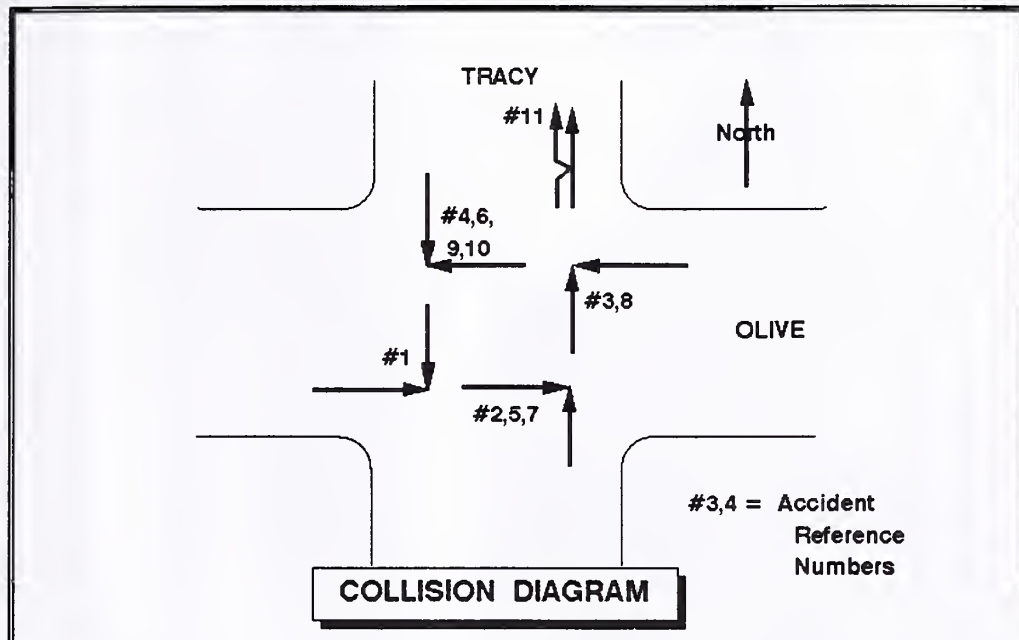 TRACY
#11
North
#4,6,
9,10
#3,8
OLIVE
#1
#2,5,7
#3,4 = Accident
Reference
Numbers
COLLISION DIAGRAM